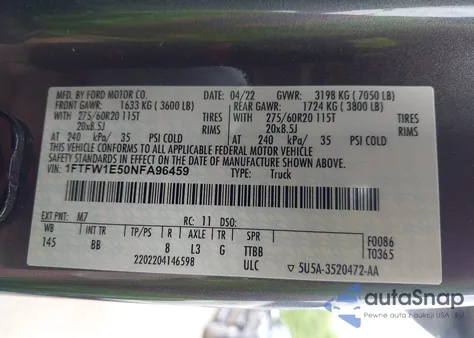 MFD. BY FORD MOTOR CO. DATE: 04/22 GVWR: 3198 KG (7050 LB)
FRONT GAWR: 1633 KG (3600 LB) REAR GAWR: 1724 KG (3800 LB)
WITH 275/60R20 115T TIRES WITH 275/60R20 115T TIRES
20x8.5J RIMS 20x8.5J RIMS
AT 240 kPa/ 35 PSI COLD AT 240 kPa/ 35 PSI COLD
THIS VEHICLE CONFORMS TO ALL APPLICABLE FEDERAL MOTOR VEHICLE
SAFETY STANDARDS IN EFFECT ON THE DATE OF MANUFACTURE SHOWN ABOVE.
VIN: 1FTFW1E50NFA96459 TYPE: Truck
EXT PNT: M7 RC: 11 DSO:
WB INT TR TP/PS R AXLE TR SPR F0086
145 BB 8 L3 G TTBB T0365
2202204146598 ULC ▽ 5U5A-3520472-AA
autoSnap
Pewne auta z USA, Kanady i EU